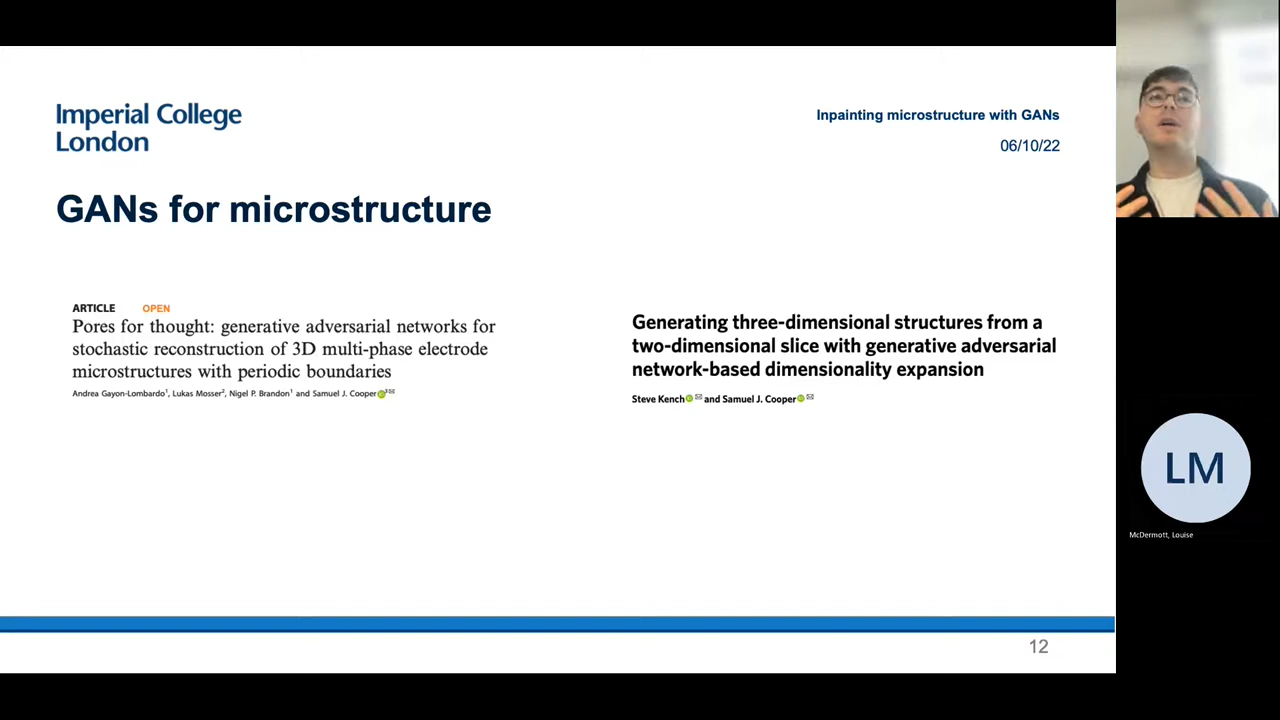 Imperial College
London
Inpainting microstructure with GANs
06/10/22
GANs for microstructure
ARTICLE OPEN
Pores for thought: generative adversarial networks for
stochastic reconstruction of 3D multi-phase electrode
microstructures with periodic boundaries
Andrea Gayon-Lombardo¹, Lukas Mosser², Nigel P. Brandon¹ and Samuel J. Cooper
Generating three-dimensional structures from a
two-dimensional slice with generative adversarial
network-based dimensionality expansion
Steve Kench and Samuel J. Cooper
12
LM
McDermott, Louise